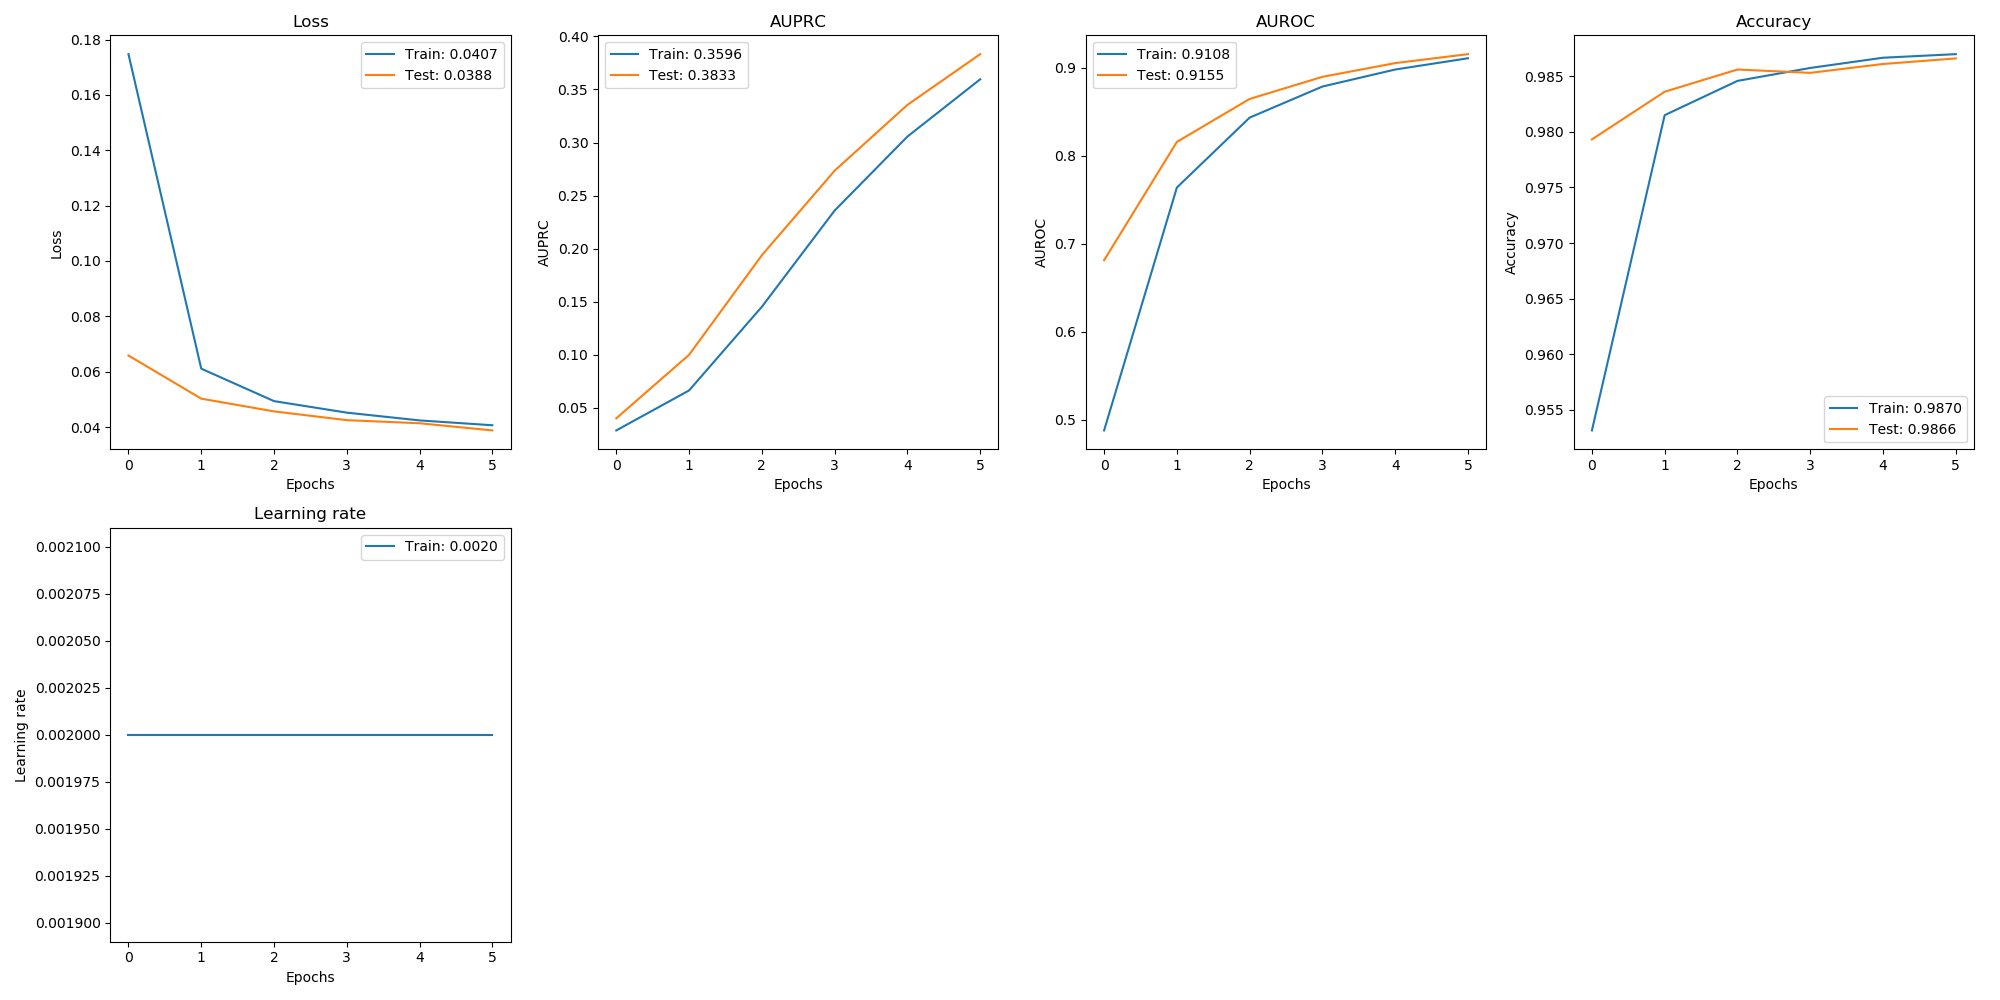 Loss
Train: 0.0407
Test: 0.0388
0.18
0.16
0.14
0.12
0.10
0.08
0.06
0.04
Loss
0 1 2 3 4 5
Epochs
AUPRC
Train: 0.3596
Test: 0.3833
0.40
0.35
0.30
0.25
0.20
0.15
0.10
0.05
AUPRC
0 1 2 3 4 5
Epochs
AUROC
Train: 0.9108
Test: 0.9155
0.9
0.8
0.7
0.6
0.5
AUROC
0 1 2 3 4 5
Epochs
Accuracy
0.985
0.980
0.975
0.970
0.965
0.960
0.955
Accuracy
Train: 0.9870
Test: 0.9866
0 1 2 3 4 5
Epochs
Learning rate
Train: 0.0020
0.002100
0.002075
0.002050
0.002025
0.002000
0.001975
0.001950
0.001925
0.001900
Learning rate
0 1 2 3 4 5
Epochs